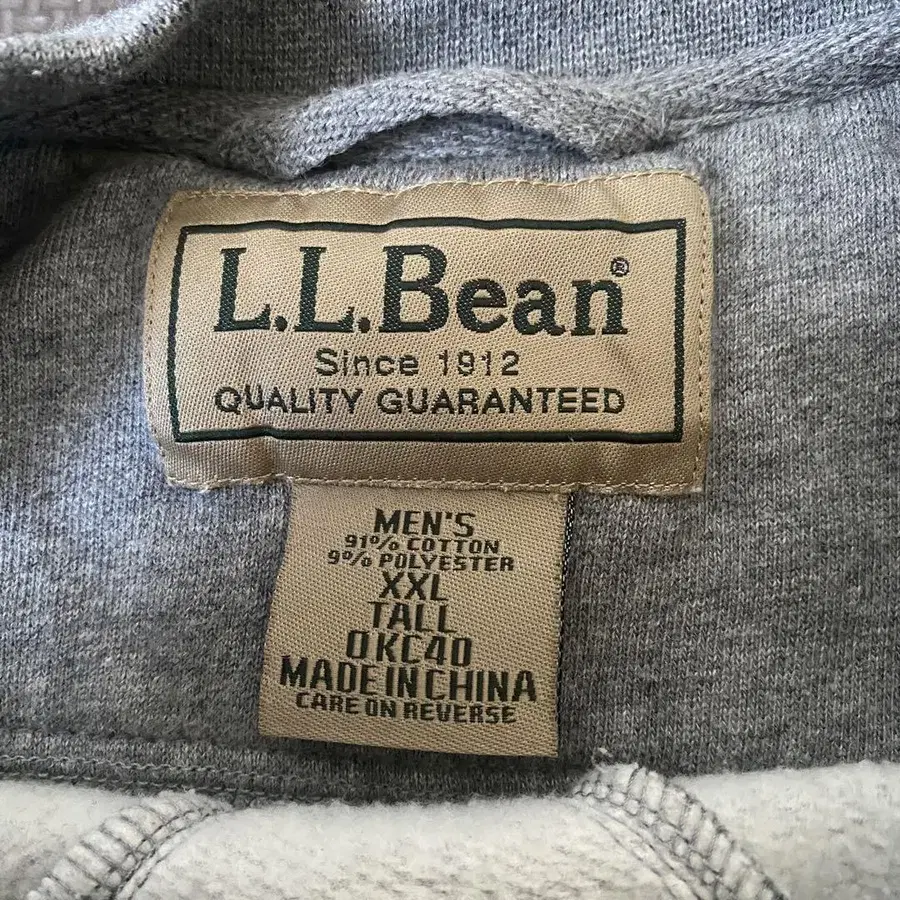 L.L.Bean®
Since 1912
QUALITY GUARANTEED
MEN'S
91% COTTON
9% POLYESTER
XXL
TALL
0KC40
MADE IN CHINA
CARE ON REVERSE